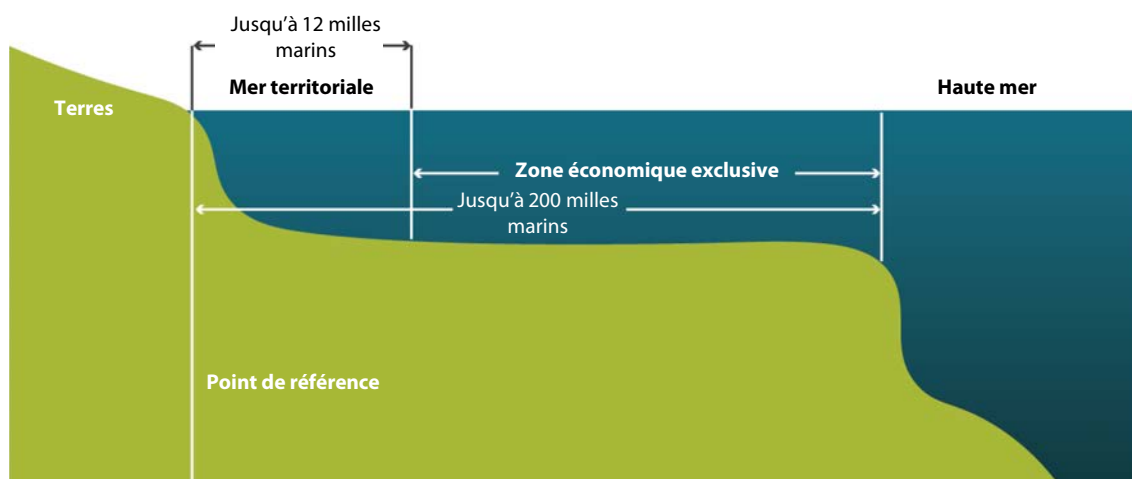 Jusqu’à 12 milles
marins
Mer territoriale
Haute mer
Terres
Zone économique exclusive
Jusqu’à 200 milles
marins
Point de référence